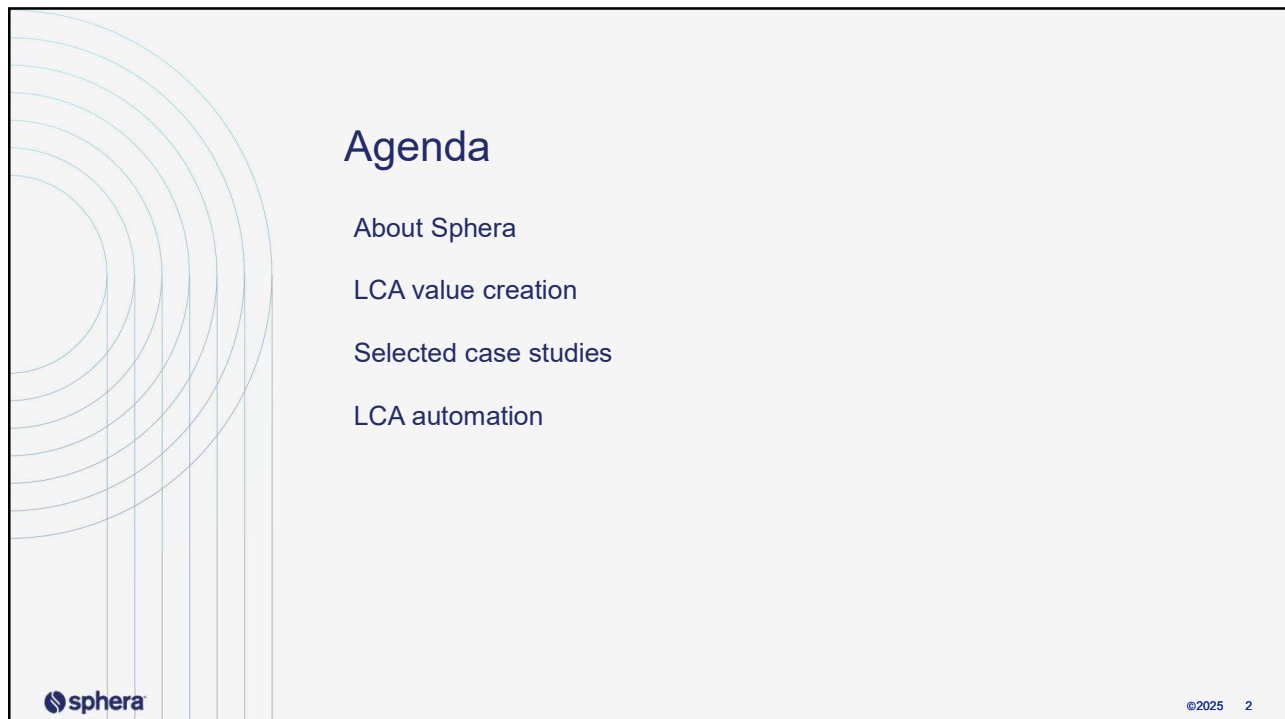 Agenda
About Sphera
LCA value creation
Selected case studies
LCA automation
sphera
©2025 2